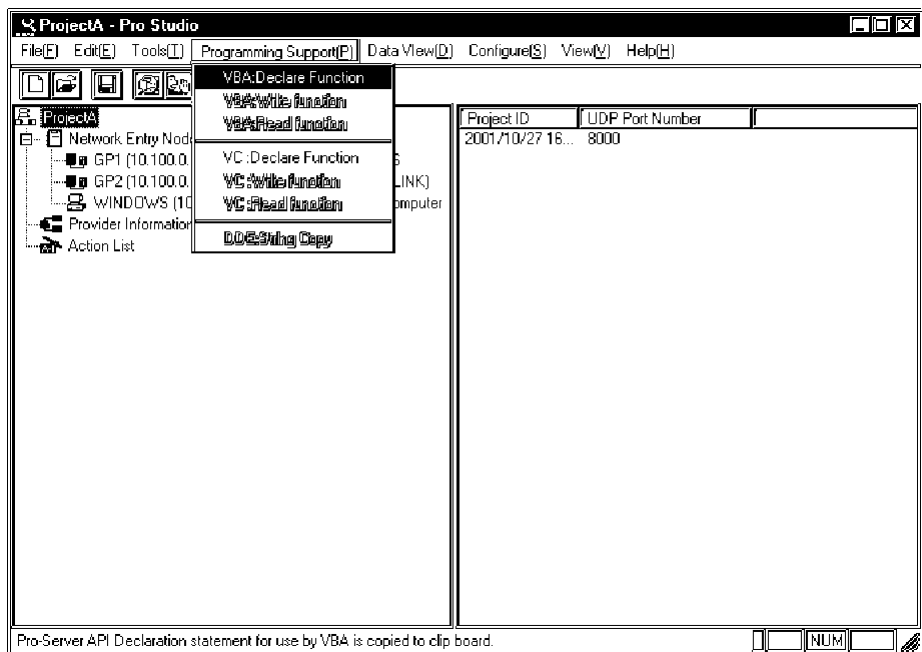 ProjectA - Pro Studio
File(F) Edit(E) Tools(T) Programming Support(P) Data View(D) Configure(S) View(V) Help(H)
VBA:Declare Function
VBA:Write function
VBA:Read function
VC :Declare Function
VC :Write function
VC :Read function
DDE:String Copy
ProjectA
Network Entry Nod
GP1 (10.100.0. S
GP2 (10.100.0. LINK)
WINDOWS (10 omputer
Provider Information
Action List
Project ID UDP Port Number
2001/10/27 16... 8000
Pro-Server API Declaration statement for use by VBA is copied to clip board.
NUM